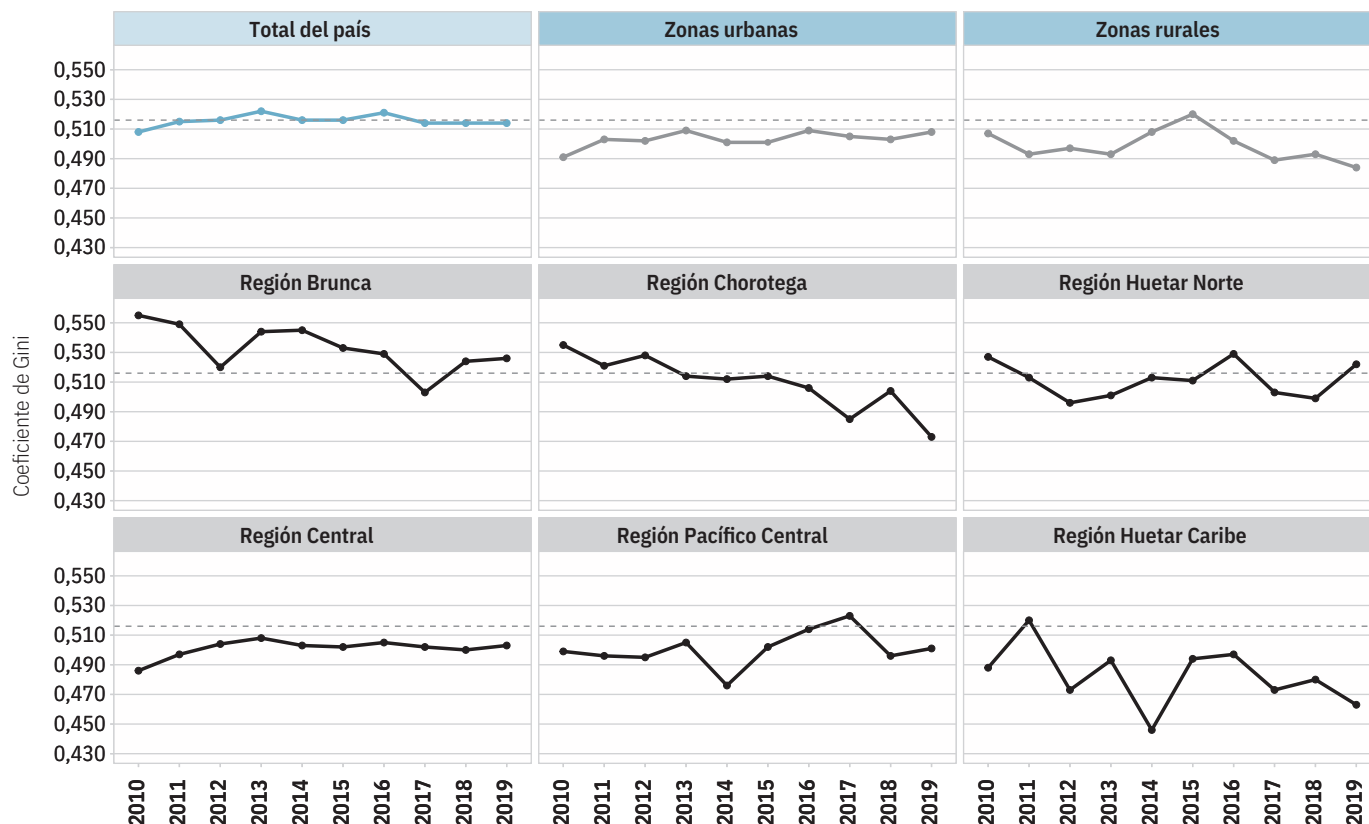 Total del país
Zonas urbanas
Zonas rurales
0,550
0,530
0,510
0,490
0,470
0,450
0,430
Región Brunca
Región Chorotega
Región Huetar Norte
0,550
0,530
0,510
0,490
0,470
0,450
0,430
Coeficiente de Gini
Región Central
Región Pacífico Central
Región Huetar Caribe
0,550
0,530
0,510
0,490
0,470
0,450
0,430
2010 2011 2012 2013 2014 2015 2016 2017 2018 2019
2010 2011 2012 2013 2014 2015 2016 2017 2018 2019
2010 2011 2012 2013 2014 2015 2016 2017 2018 2019